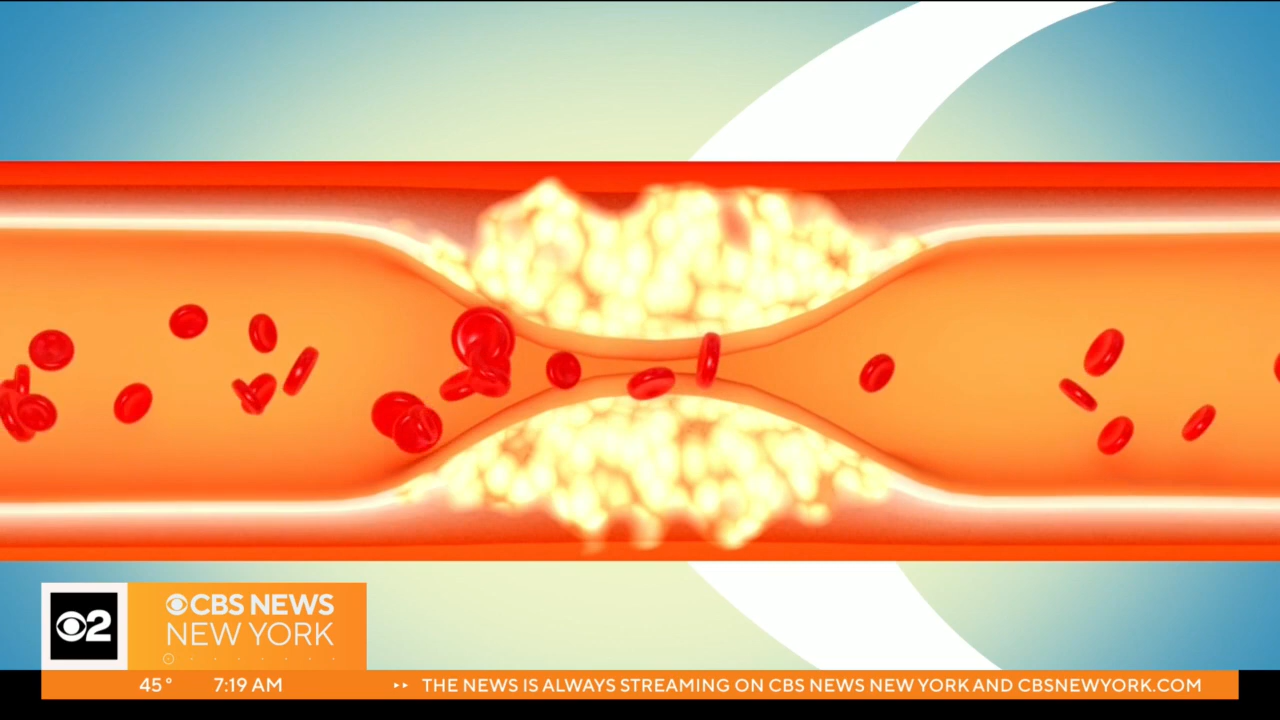 2
CBS NEWS
NEW YORK
45° 7:19 AM THE NEWS IS ALWAYS STREAMING ON CBS NEWS NEW YORK AND CBSNEWYORK.COM